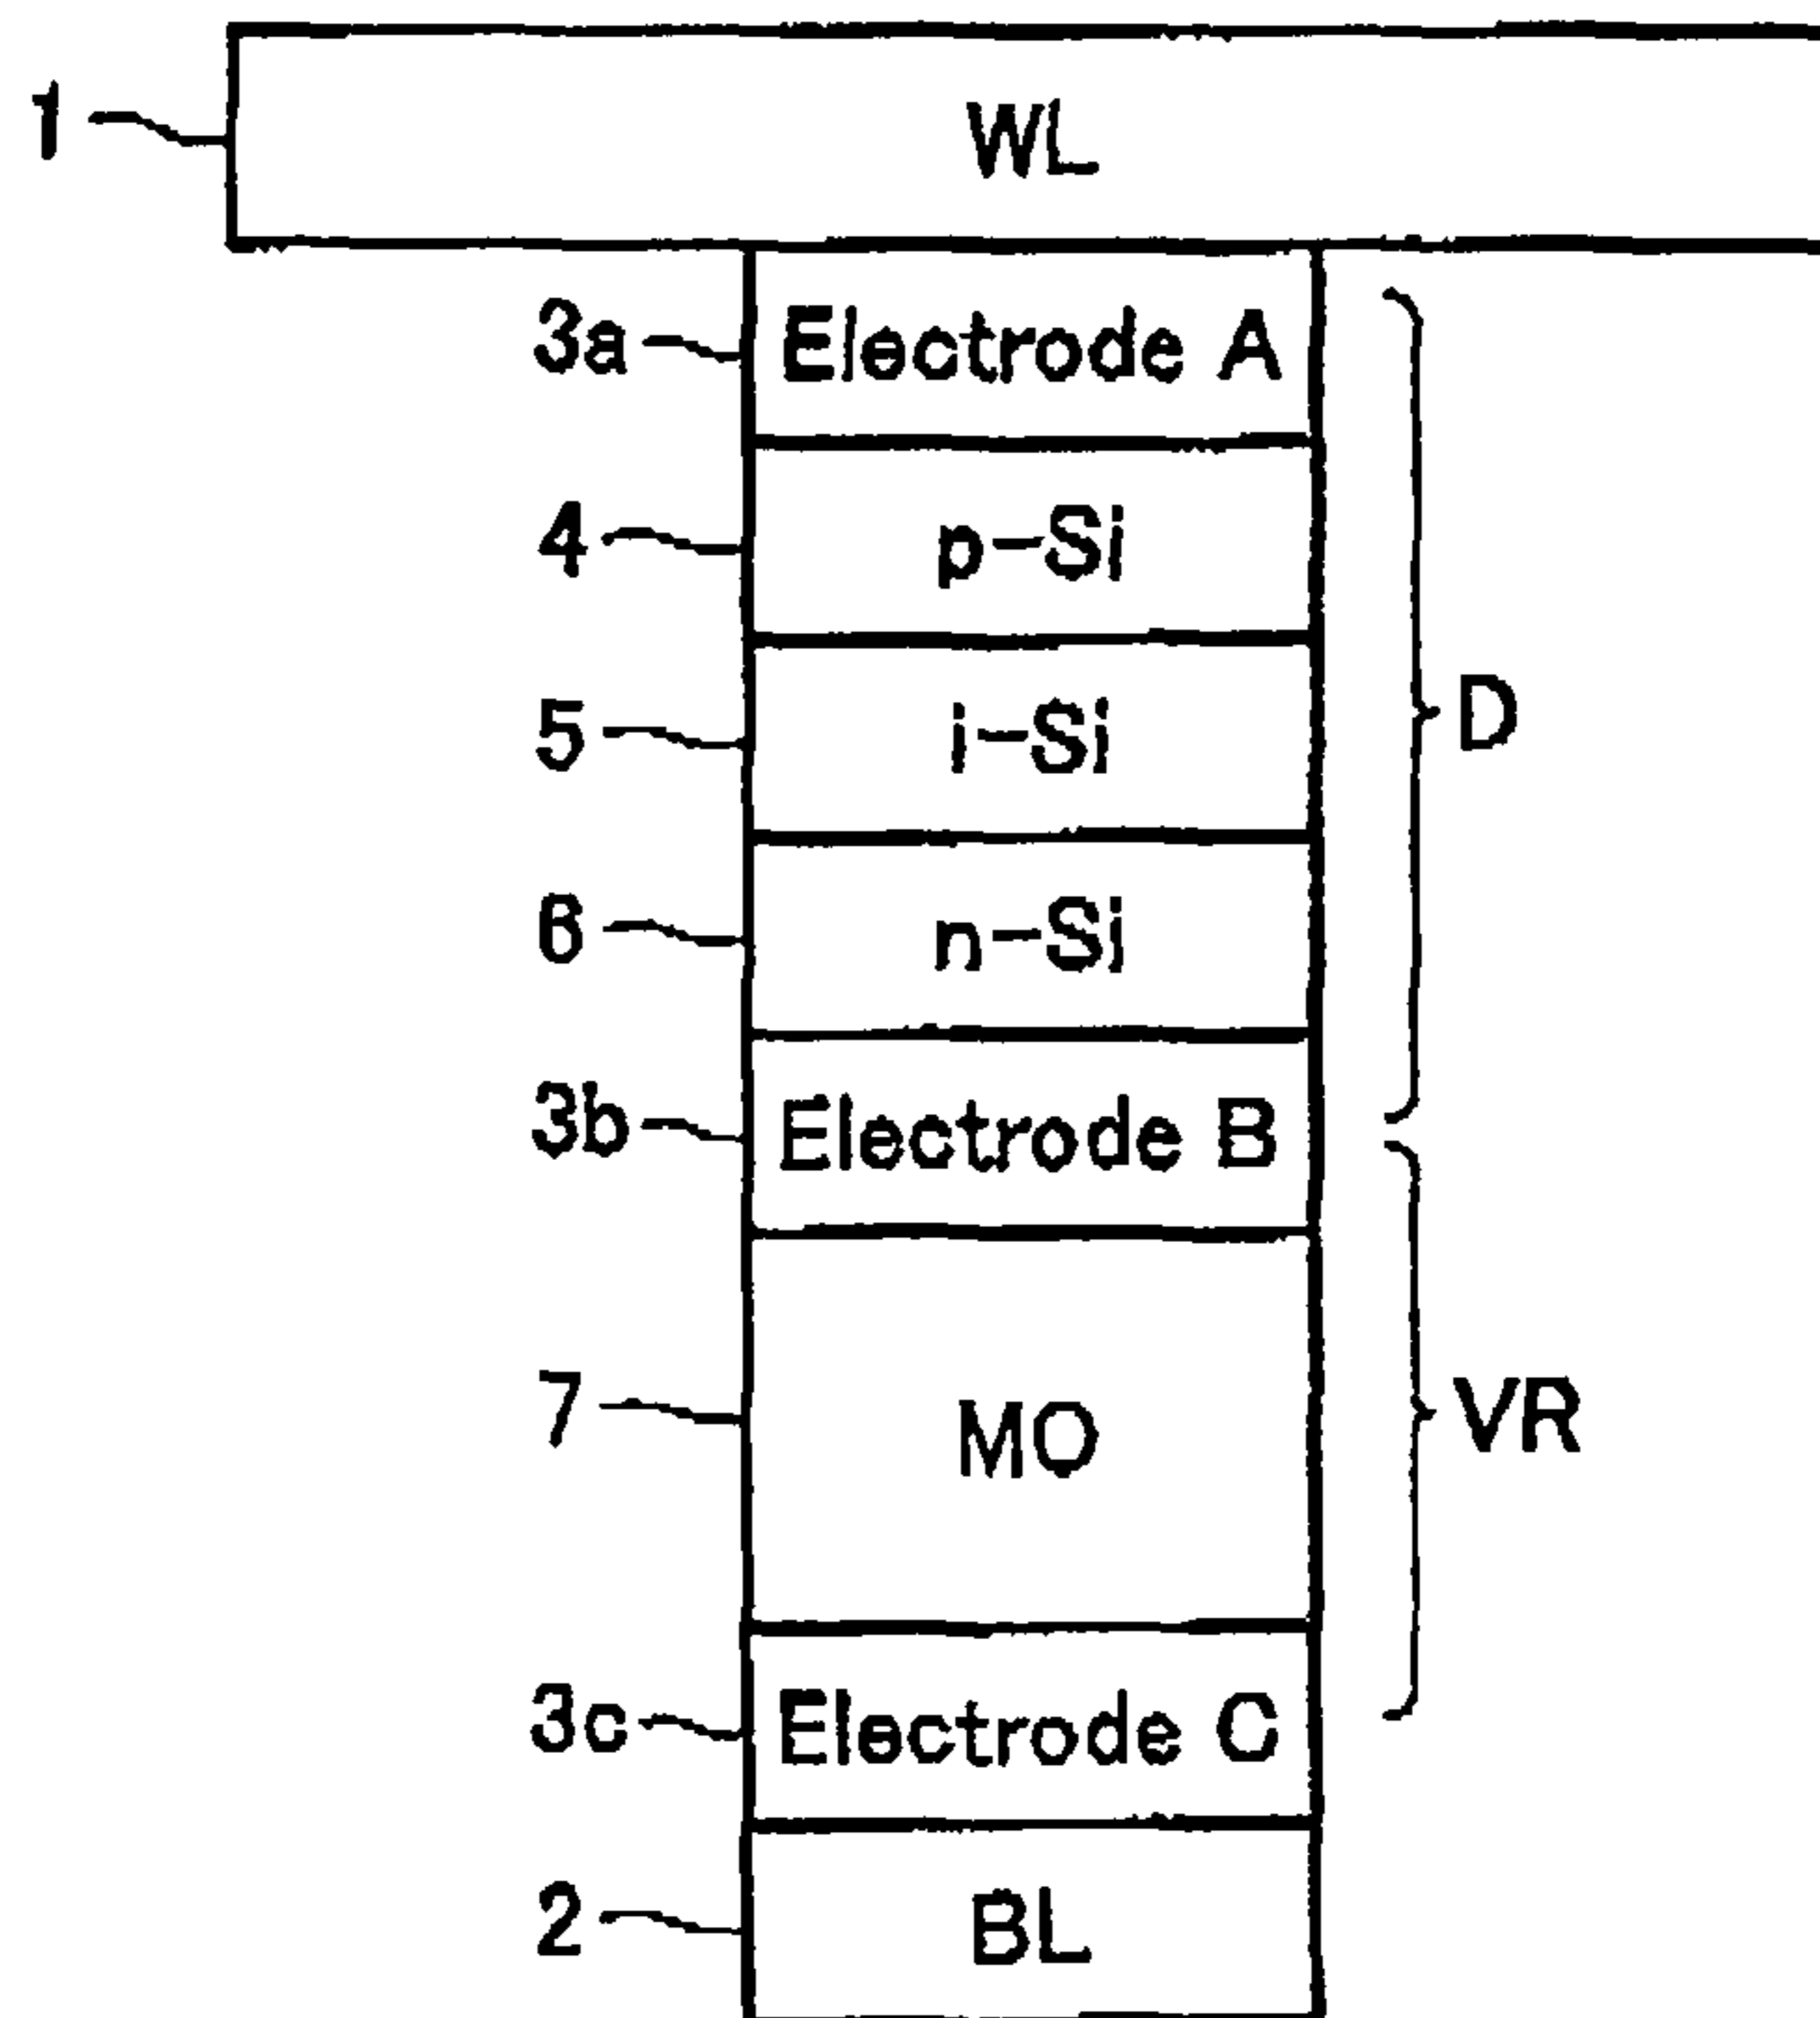 1 WL
3a Electrode A
4 p-Si
5 i-Si
D
6 n-Si
3b Electrode B
7 MO
VR
3c Electrode C
2 BL